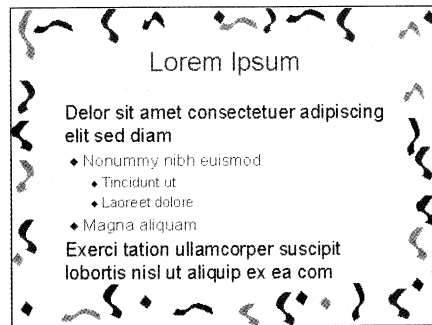 Lorem Ipsum
Delor sit amet consectetuer adipiscing
elit sed diam
◆ Nonummy nibh euismod
◆ Tincidunt ut
◆ Laoreet dolore
◆ Magna aliquam
Exerci tation ullamcorper suscipit
lobortis nisl ut aliquip ex ea com